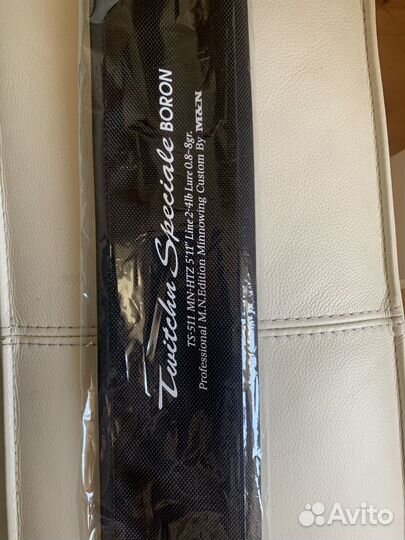 Twitchn Speciale BORON
TS-511 MN-HTZ 5'11" Line 2-4lb Lure 0.8-8gr.
Professional M.N.Edition Minnowing Custom By M&N
Avito